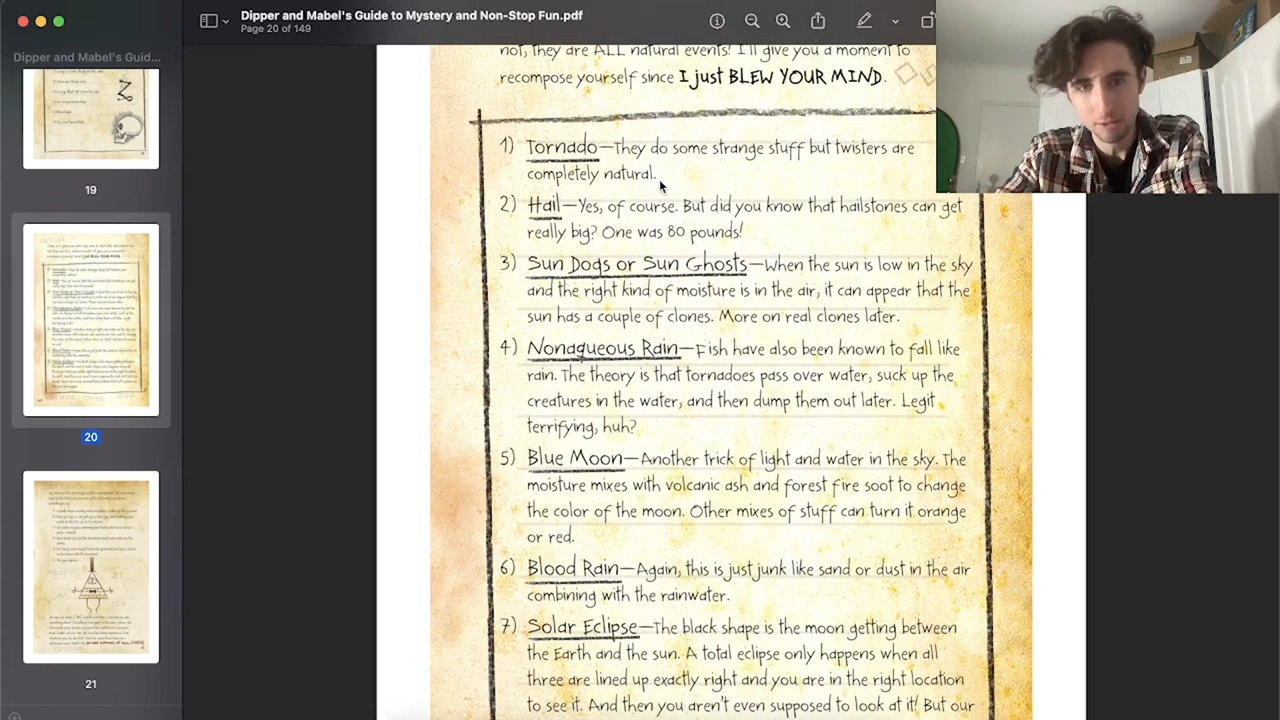 Dipper and Mabel's Guide to Mystery and Non-Stop Fun.pdf
Page 20 of 149
Dipper and Mabel's Guid...
19
20
21
not, they are ALL natural events! I'll give you a moment to
recompose yourself since I just BLEW YOUR MIND.
1) Tornado—They do some strange stuff but twisters are
completely natural.
2) Hail—Yes, of course. But did you know that hailstones can get
really big? One was 80 pounds!
3) Sun Dogs or Sun Ghosts—When the sun is low in the sky
and the right kind of moisture is in the air, it can appear that the
sun has a couple of clones. More on real clones later.
4) Nonaqueous Rain—Fish have been known to fall like
rain. The theory is that tornadoes form over water, suck up the
creatures in the water, and then dump them out later. Legit
terrifying, huh?
5) Blue Moon—Another trick of light and water in the sky. The
moisture mixes with volcanic ash and forest fire soot to change
the color of the moon. Other mixes of stuff can turn it orange
or red.
6) Blood Rain—Again, this is just junk like sand or dust in the air
combining with the rainwater.
7) Solar Eclipse—The black shape is the moon getting between
the Earth and the sun. A total eclipse only happens when all
three are lined up exactly right and you are in the right location
to see it. And then you aren't even supposed to look at it! But our